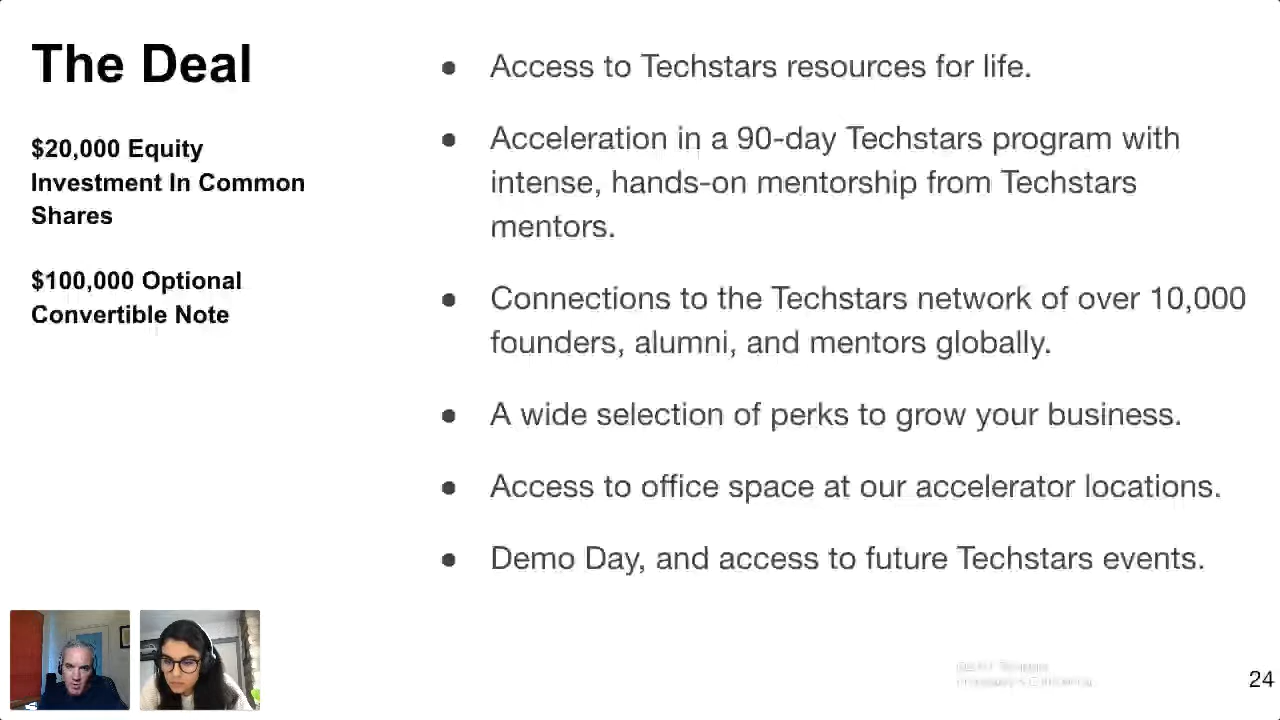 The Deal
$20,000 Equity
Investment In Common
Shares
$100,000 Optional
Convertible Note
● Access to Techstars resources for life.
● Acceleration in a 90-day Techstars program with
intense, hands-on mentorship from Techstars
mentors.
● Connections to the Techstars network of over 10,000
founders, alumni, and mentors globally.
● A wide selection of perks to grow your business.
● Access to office space at our accelerator locations.
● Demo Day, and access to future Techstars events.
24